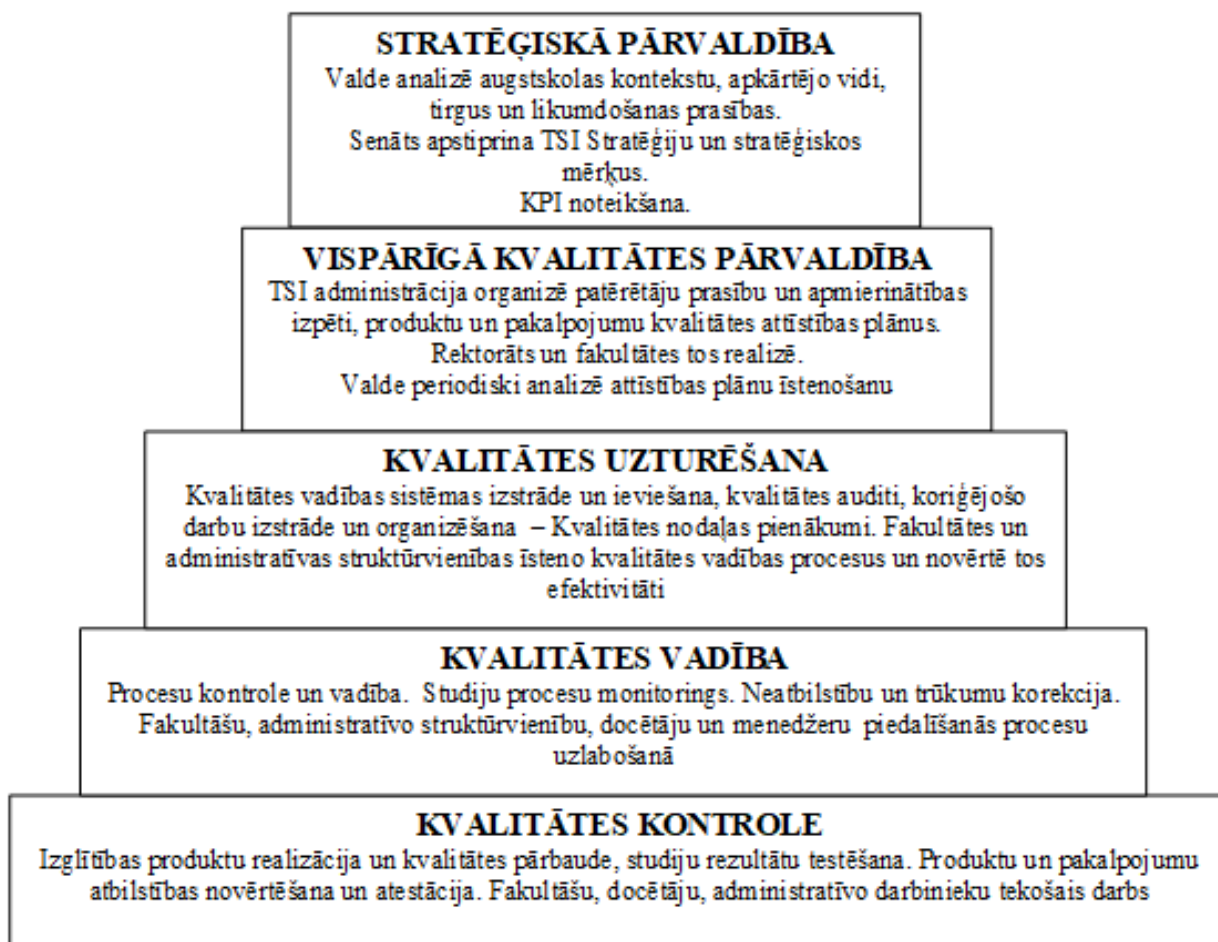 STRATĒĢISKĀ PĀRVALDĪBA
Valde analizē augstskolas kontekstu, apkārtējo vidi,
tirgus un likumdošanas prasības.
Senāts apstiprina TSI Stratēģiju un stratēģiskos
mērķus.
KPI noteikšana.
VISPĀRĪGĀ KVALITĀTES PĀRVALDĪBA
TSI administrācija organizē patērētāju prasību un apmierinātības
izpēti, produktu un pakalpojumu kvalitātes attīstības plānus.
Rektorāts un fakultātes tos realizē.
Valde periodiski analizē attīstības plānu īstenošanu
KVALITĀTES UZTURĒŠANA
Kvalitātes vadības sistēmas izstrāde un ieviešana, kvalitātes auditi, koriģējošo
darbu izstrāde un organizēšana – Kvalitātes nodaļas pienākumi. Fakultātes un
administratīvas struktūrvienības īsteno kvalitātes vadības procesus un novērtē tos
efektivitāti
KVALITĀTES VADĪBA
Procesu kontrole un vadība. Studiju procesu monitorings. Neatbilstību un trūkumu korekcija.
Fakultāšu, administratīvo struktūrvienību, docētāju un menedžeru piedalīšanās procesu
uzlabošanā
KVALITĀTES KONTROLE
Izglītības produktu realizācija un kvalitātes pārbaude, studiju rezultātu testēšana. Produktu un pakalpojumu
atbilstības novērtēšana un atestācija. Fakultāšu, docētāju, administratīvo darbinieku tekošais darbs